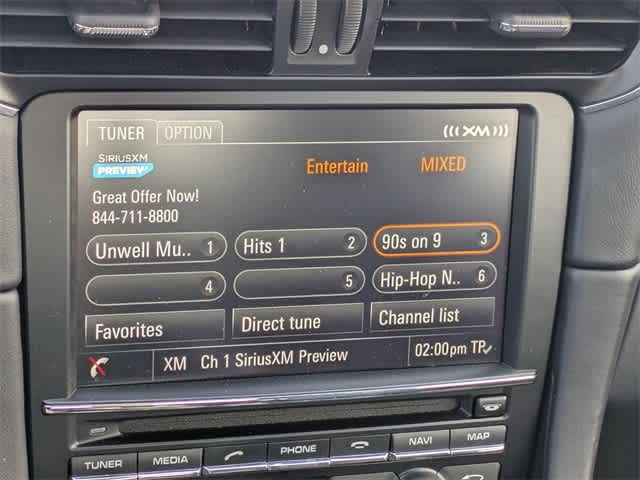 TUNER OPTION
(((XM)))
SIRIUSXM
PREVIEW
Entertain MIXED
Great Offer Now!
844-711-8800
Unwell Mu.. 1 Hits 1 2 90s on 9 3
4 5 Hip-Hop N.. 6
Favorites Direct tune Channel list
XM Ch 1 SiriusXM Preview 02:00pm TP
TUNER MEDIA PHONE NAVI MAP